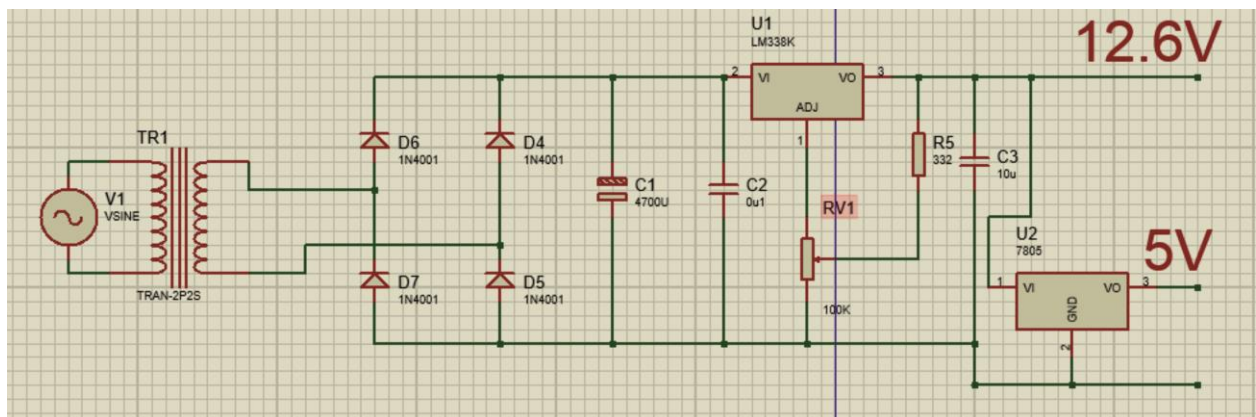 U1
LM338K
12.6V
2
VI
VO
3
ADJ
1
TR1
V1
VSINE
TRAN-2P2S
D6
1N4001
D4
1N4001
C1
4700U
C2
0u1
R5
332
C3
10u
RV1
100K
D7
1N4001
D5
1N4001
U2
7805
5V
1
VI
VO
3
GND
2